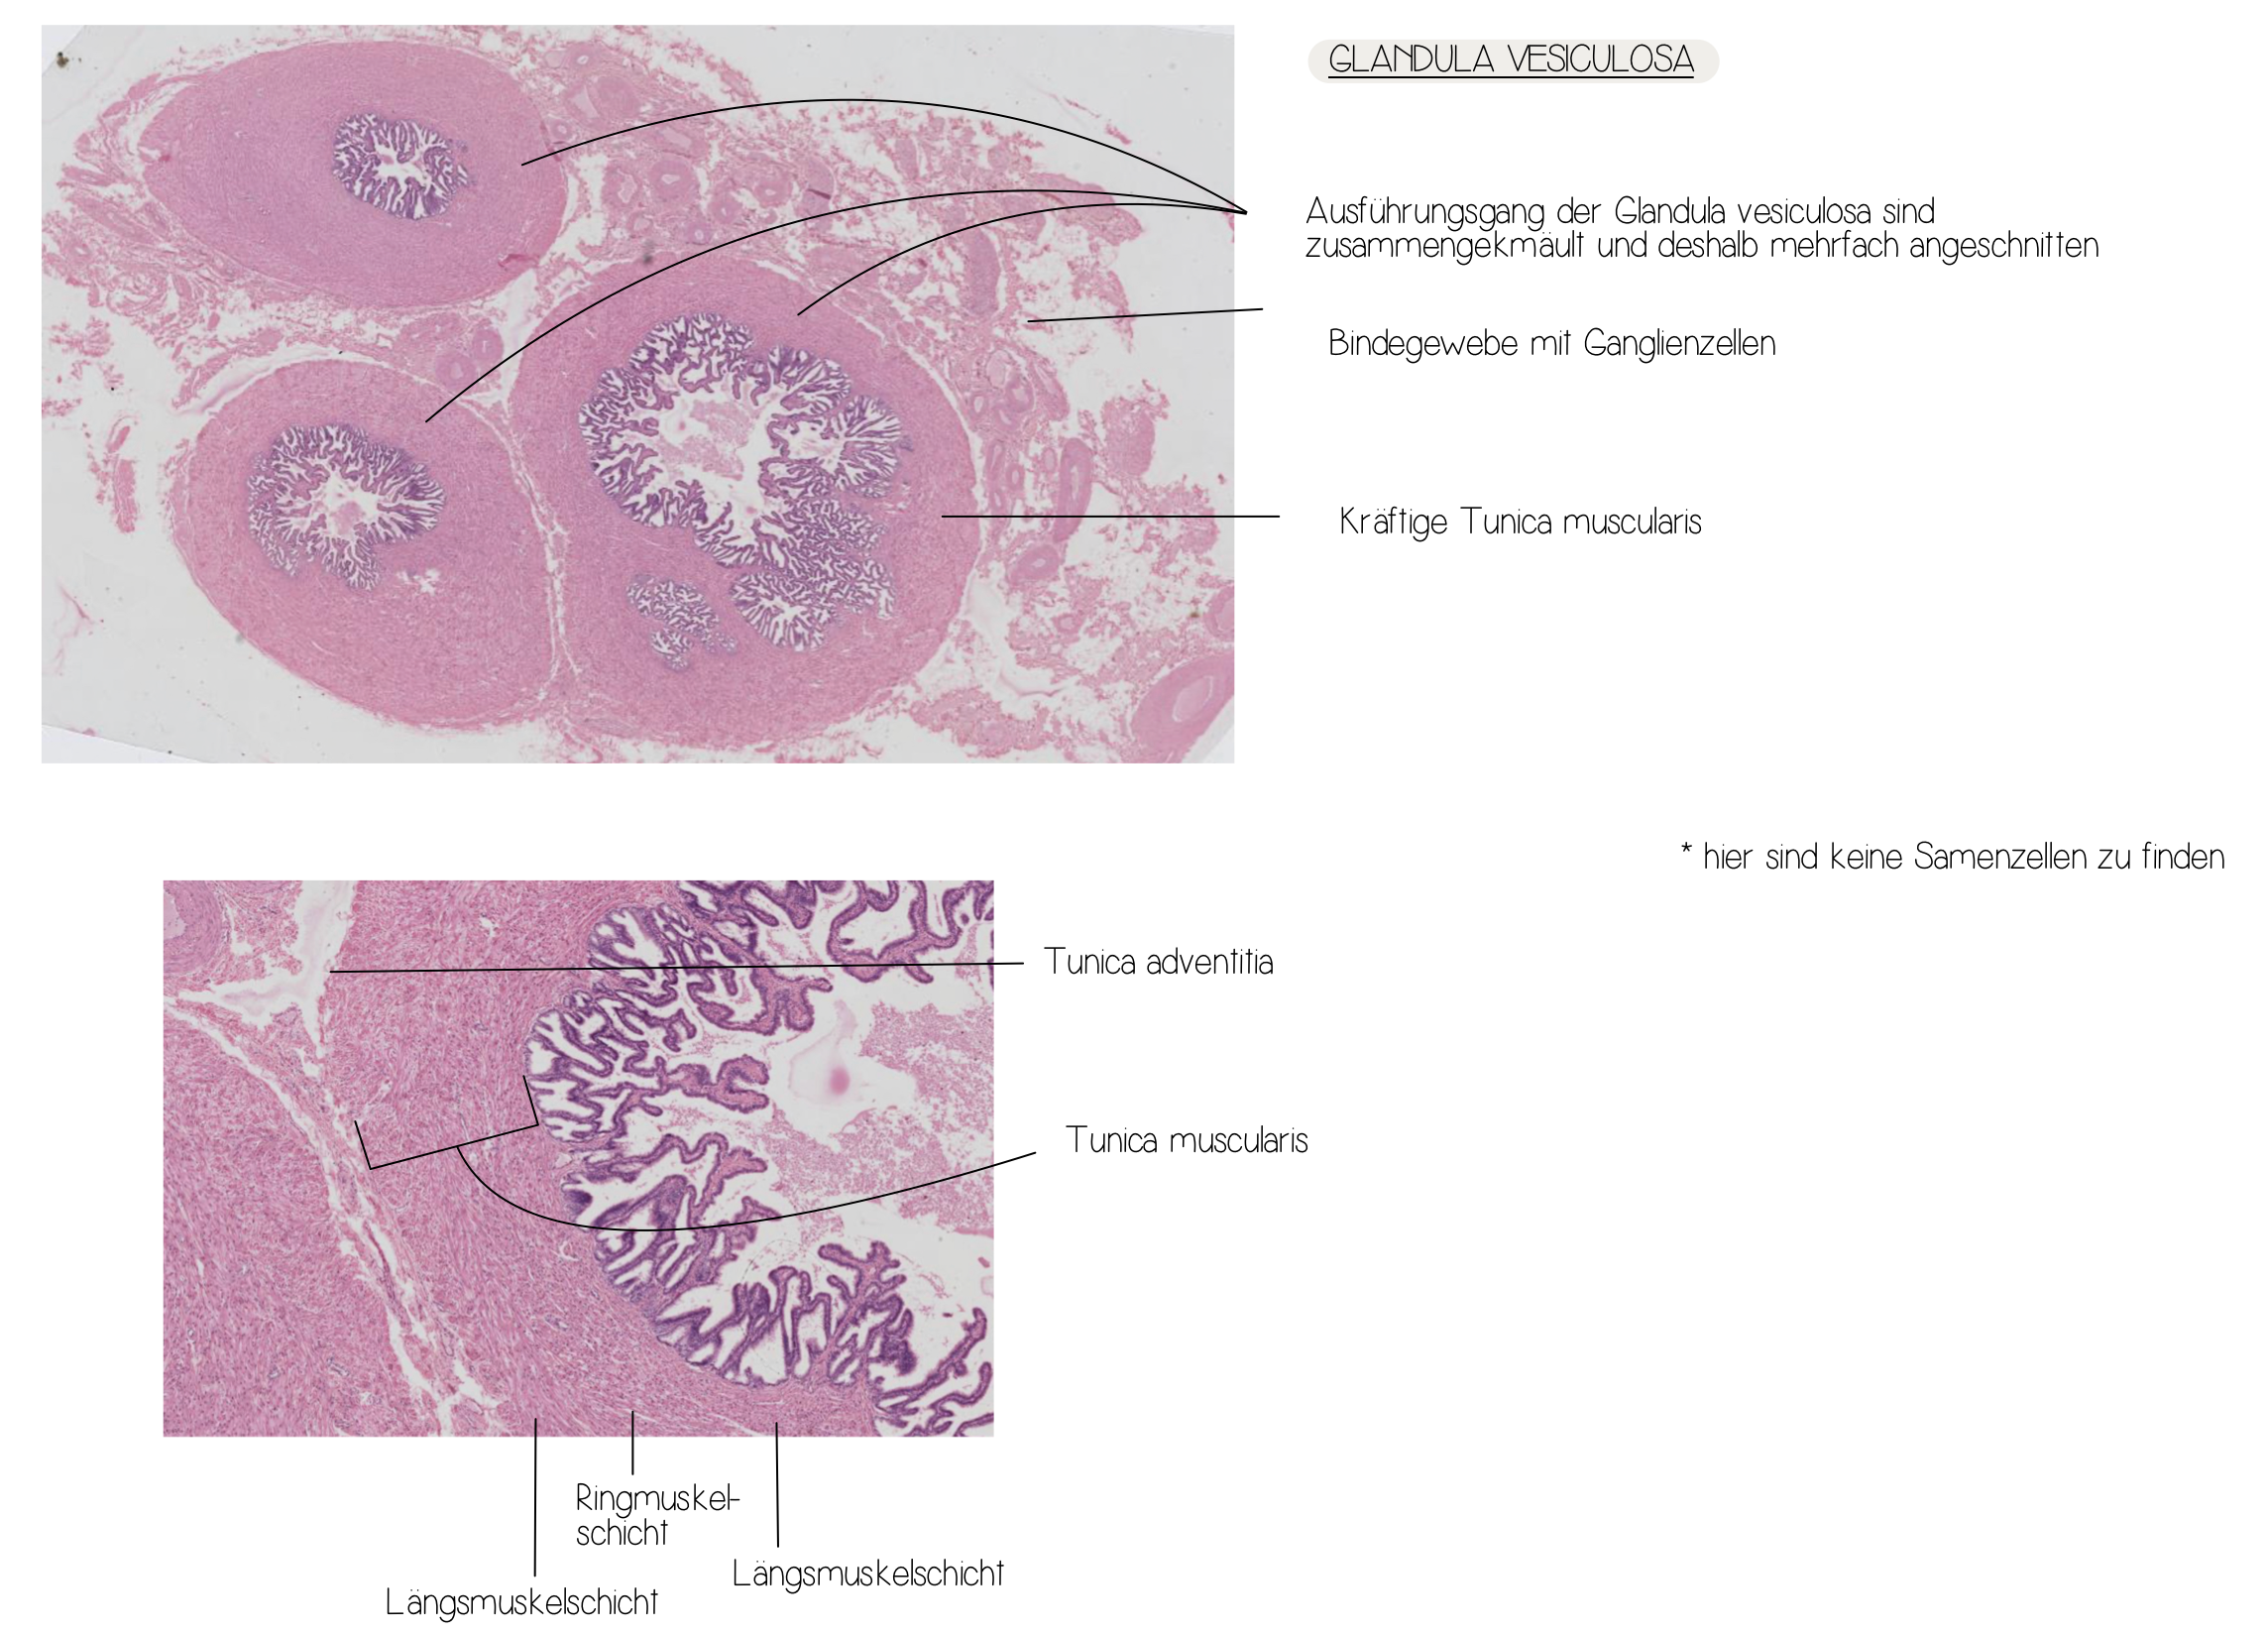 GLANDULA VESICULOSA
Ausführungsgang der Glandula vesiculosa sind
zusammengekmäult und deshalb mehrfach angeschnitten
Bindegewebe mit Ganglienzellen
Kräftige Tunica muscularis
* hier sind keine Samenzellen zu finden
Tunica adventitia
Tunica muscularis
Ringmuskel-
schicht
Längsmuskelschicht
Längsmuskelschicht